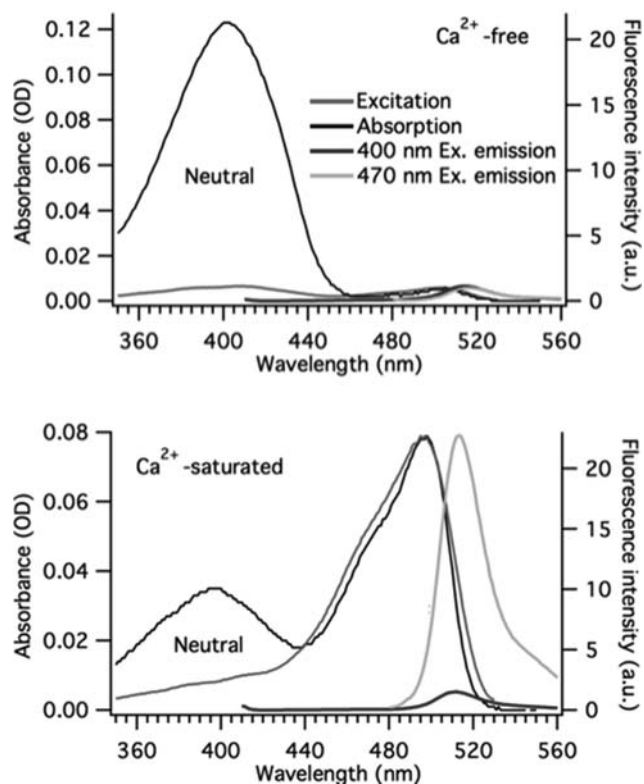 Ca2+ -free
Excitation
Absorption
400 nm Ex. emission
470 nm Ex. emission
Neutral
Absorbance (OD)
0.12
0.10
0.08
0.06
0.04
0.02
0.00
Fluorescence intensity (a.u.)
20
15
10
5
0
360 400 440 480 520 560
Wavelength (nm)
Ca2+ -saturated
Neutral
Absorbance (OD)
0.08
0.06
0.04
0.02
0.00
Fluorescence intensity (a.u.)
20
15
10
5
0
360 400 440 480 520 560
Wavelength (nm)